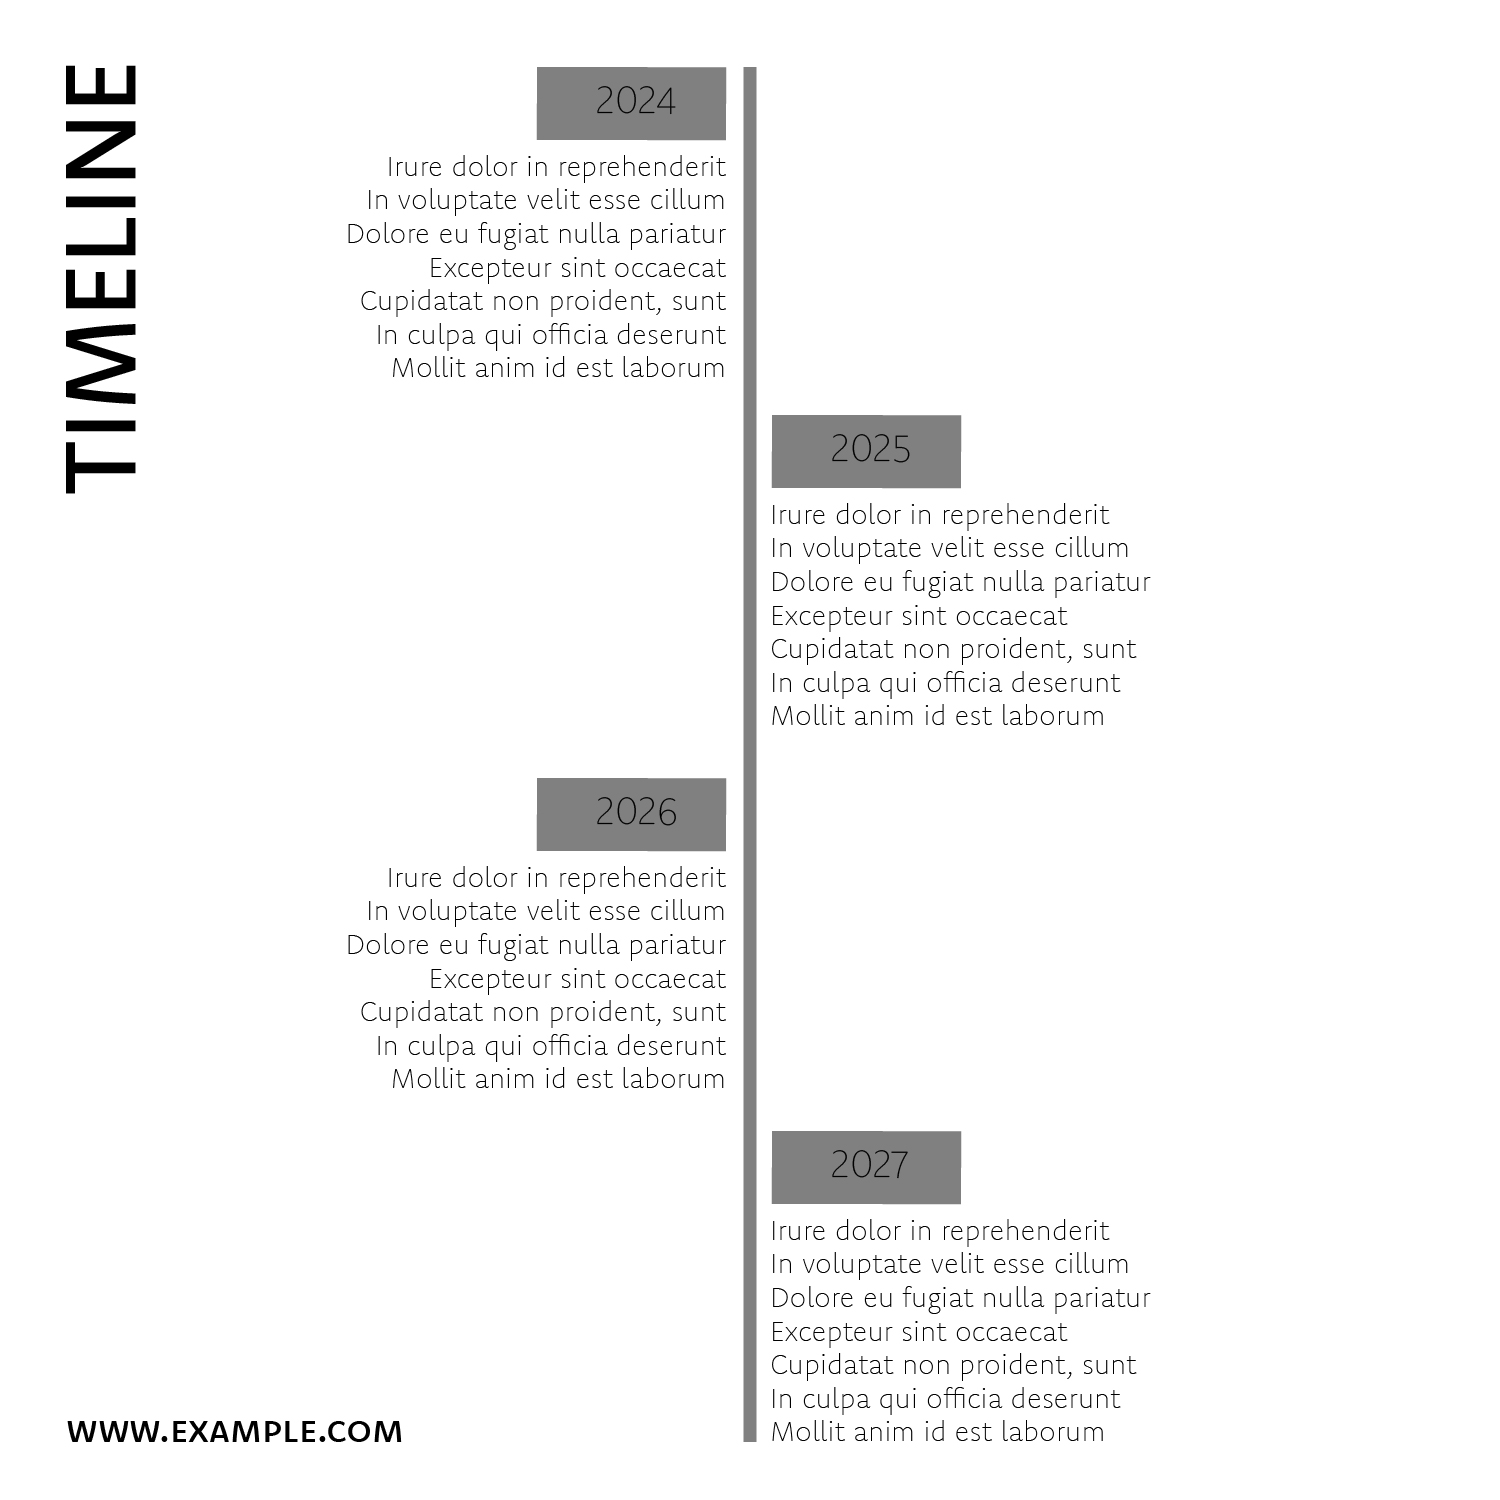 TIMELINE
2024
Irure dolor in reprehenderit
In voluptate velit esse cillum
Dolore eu fugiat nulla pariatur
Excepteur sint occaecat
Cupidatat non proident, sunt
In culpa qui officia deserunt
Mollit anim id est laborum
2025
Irure dolor in reprehenderit
In voluptate velit esse cillum
Dolore eu fugiat nulla pariatur
Excepteur sint occaecat
Cupidatat non proident, sunt
In culpa qui officia deserunt
Mollit anim id est laborum
2026
Irure dolor in reprehenderit
In voluptate velit esse cillum
Dolore eu fugiat nulla pariatur
Excepteur sint occaecat
Cupidatat non proident, sunt
In culpa qui officia deserunt
Mollit anim id est laborum
2027
Irure dolor in reprehenderit
In voluptate velit esse cillum
Dolore eu fugiat nulla pariatur
Excepteur sint occaecat
Cupidatat non proident, sunt
In culpa qui officia deserunt
Mollit anim id est laborum
WWW.EXAMPLE.COM